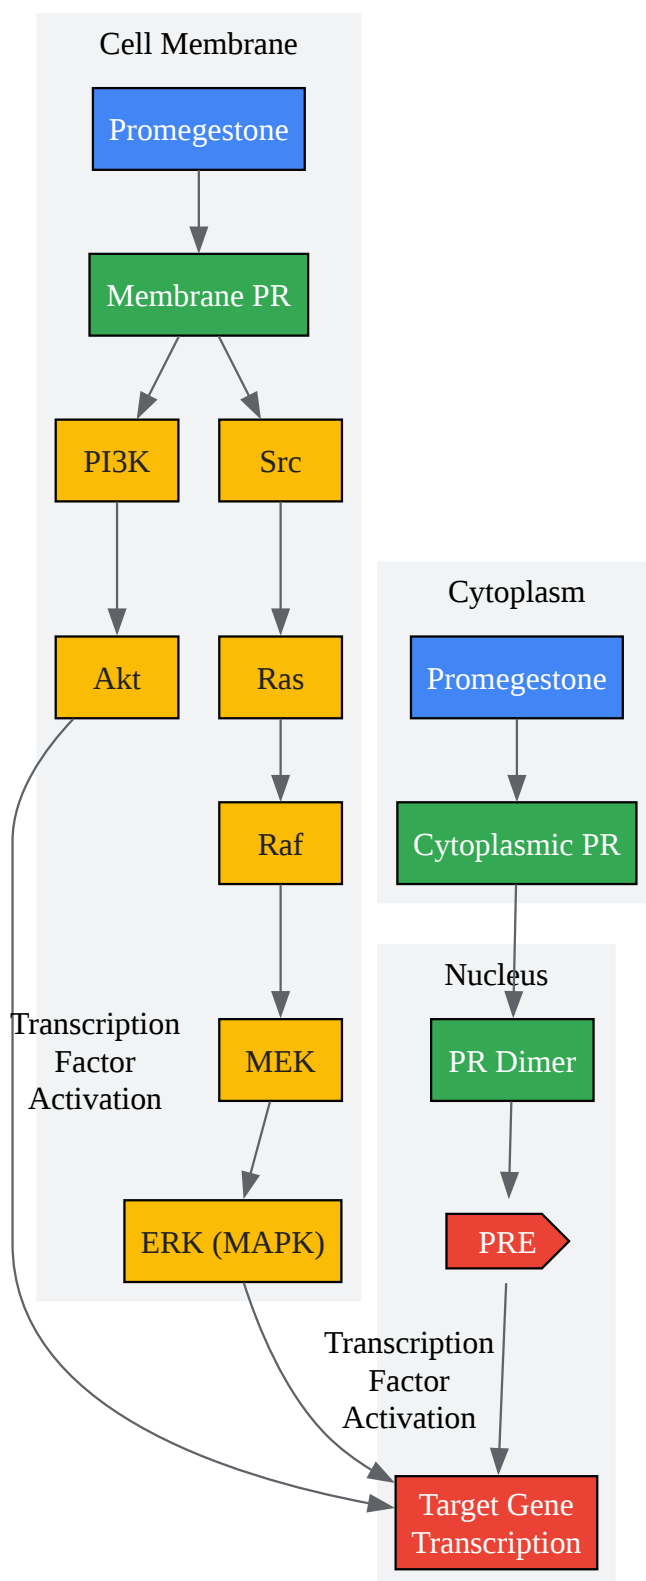 Cell Membrane
Promegestone
Membrane PR
PI3K
Src
Akt
Ras
Raf
Transcription
Factor
Activation
MEK
ERK (MAPK)
Cytoplasm
Promegestone
Cytoplasmic PR
Nucleus
PR Dimer
PRE
Transcription
Factor
Activation
Target Gene
Transcription